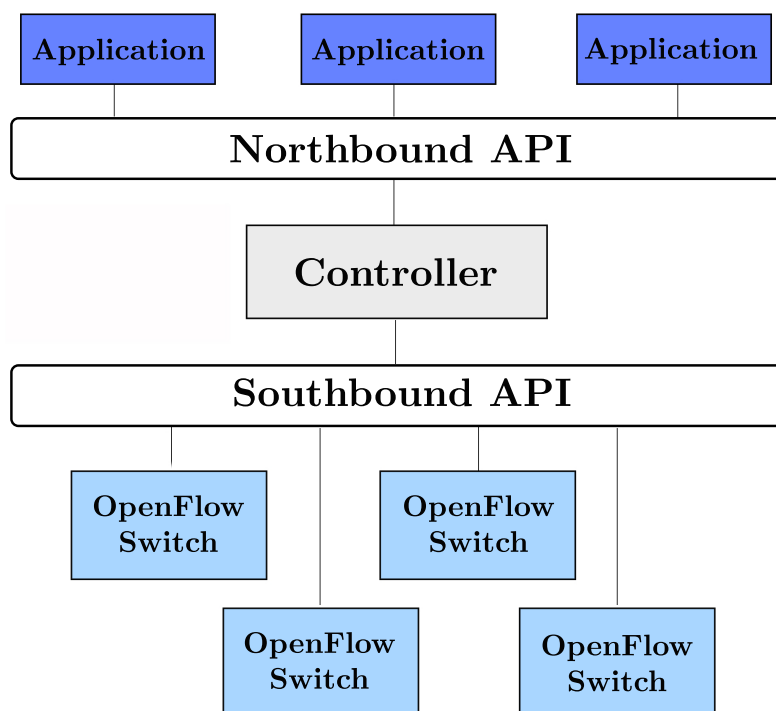 Application
Application
Application
Northbound API
Controller
Southbound API
OpenFlow
Switch
OpenFlow
Switch
OpenFlow
Switch
OpenFlow
Switch